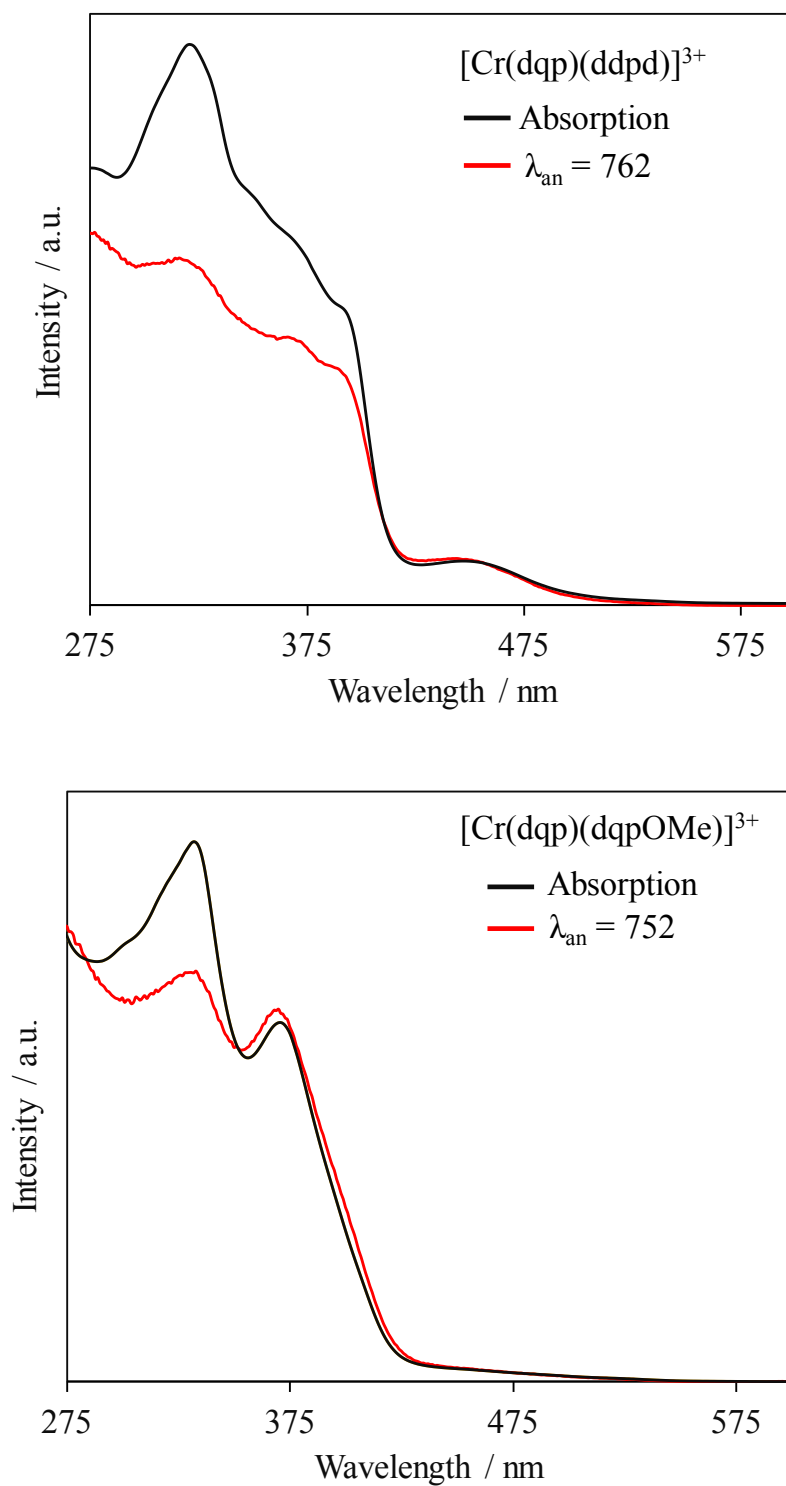 [Cr(dqp)(ddpd)]³⁺
Absorption
λan = 762
Intensity / a.u.
275 375 475 575
Wavelength / nm
[Cr(dqp)(dqpOMe)]³⁺
Absorption
λan = 752
Intensity / a.u.
275 375 475 575
Wavelength / nm